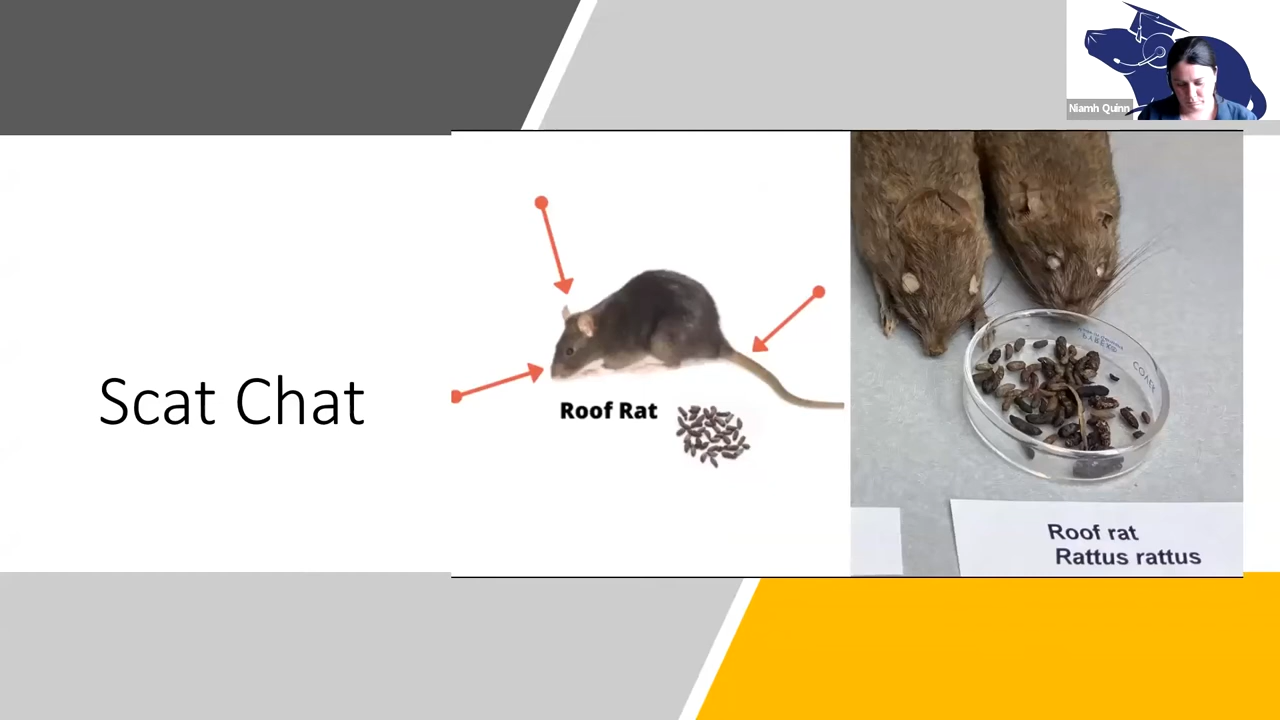 Niamh Quinn
Scat Chat
Roof Rat
Roof rat
Rattus rattus